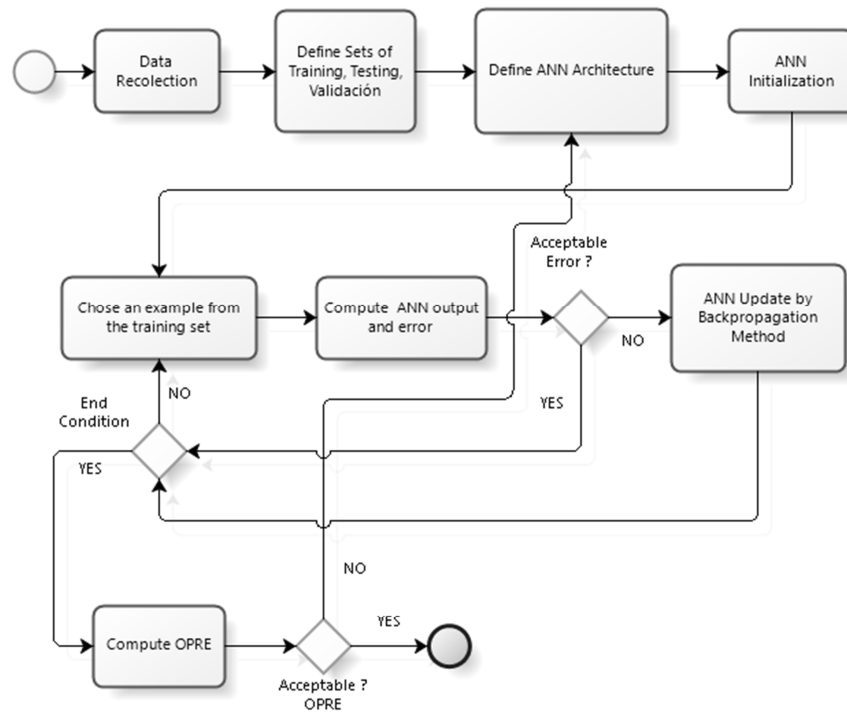 Data
Recolection
Define Sets of
Training, Testing,
Validación
Define ANN Architecture
ANN
Initialization
Acceptable
Error ?
Chose an example from
the training set
Compute ANN output
and error
ANN Update by
Backpropagation
Method
NO
NO
End
Condition
YES
YES
NO
Compute OPRE
YES
Acceptable ?
OPRE